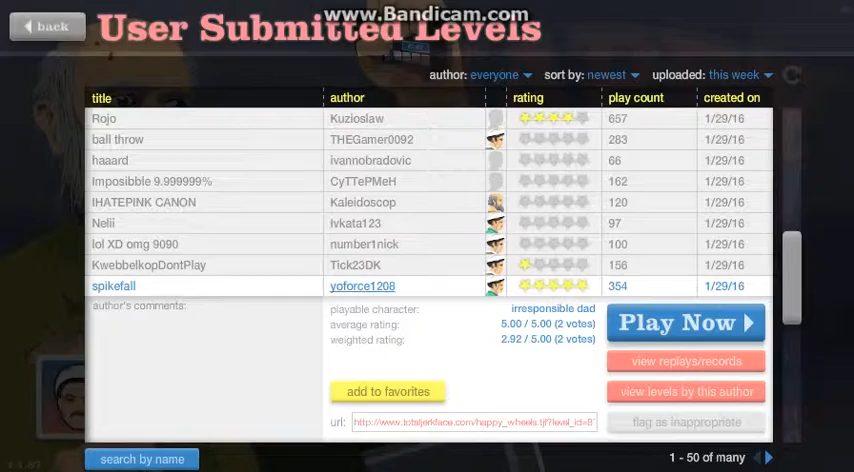 www.Bandicam.com
back
User Submitted Levels
author: everyone sort by: newest uploaded: this week
title author rating play count created on
Rojo Kuzioslaw 657 1/29/16
ball throw THEGamer0092 283 1/29/16
haaard ivannobradovic 66 1/29/16
Imposibble 9.999999% CyTTePMeH 162 1/29/16
IHATEPINK CANON Kaleidoscop 120 1/29/16
Nelii Ivkata123 97 1/29/16
lol XD omg 9090 number1nick 100 1/29/16
KwebbelkopDontPlay Tick23DK 156 1/29/16
spikefall yoforce1208 354 1/29/16
author's comments:
playable character: irresponsible dad
average rating: 5.00 / 5.00 (2 votes)
weighted rating: 2.92 / 5.00 (2 votes)
Play Now
view replays/records
add to favorites
view levels by this author
url: http://www.totaljerkface.com/happy_wheels.tjf?level_id=8
flag as inappropriate
search by name
1 - 50 of many
v1.87